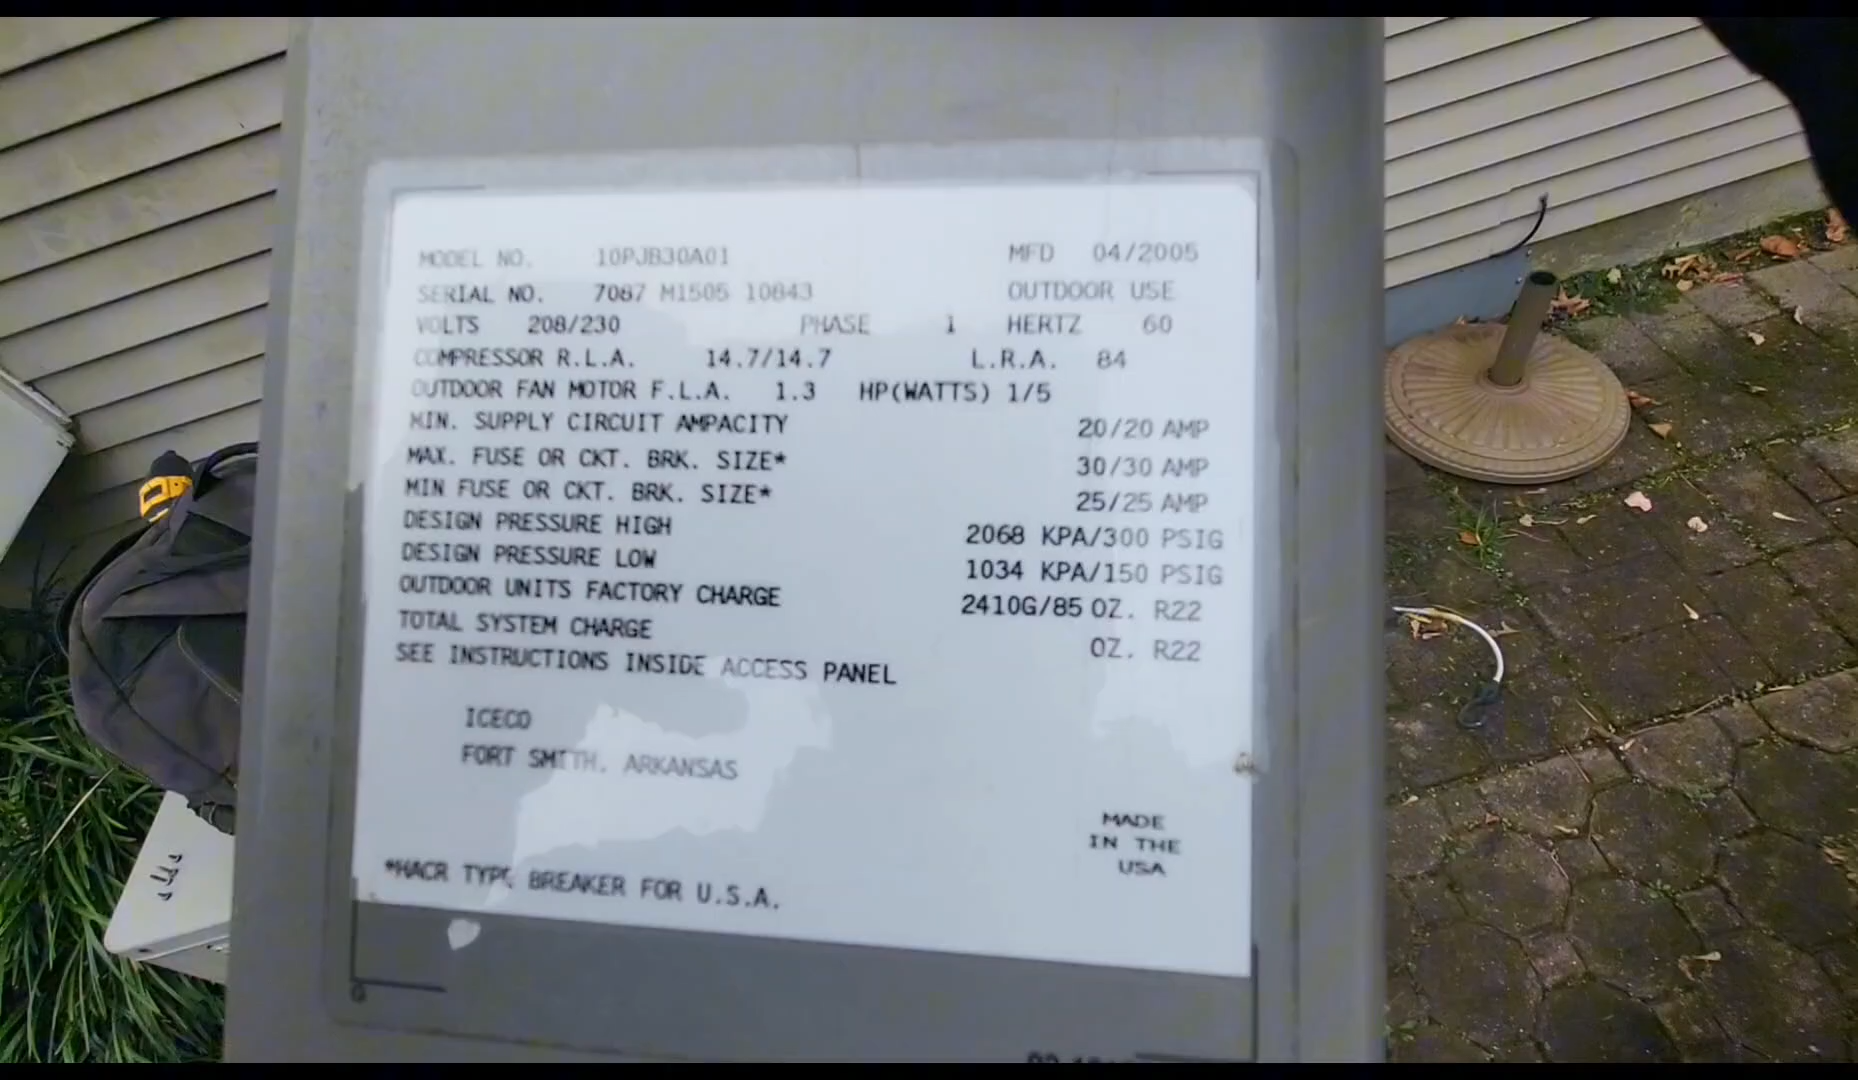 MODEL NO. 10PJB30A01 MFD 04/2005
SERIAL NO. 7087 M1505 10843 OUTDOOR USE
VOLTS 208/230 PHASE 1 HERTZ 60
COMPRESSOR R.L.A. 14.7/14.7 L.R.A. 84
OUTDOOR FAN MOTOR F.L.A. 1.3 HP(WATTS) 1/5
MIN. SUPPLY CIRCUIT AMPACITY 20/20 AMP
MAX. FUSE OR CKT. BRK. SIZE* 30/30 AMP
MIN FUSE OR CKT. BRK. SIZE* 25/25 AMP
DESIGN PRESSURE HIGH 2068 KPA/300 PSIG
DESIGN PRESSURE LOW 1034 KPA/150 PSIG
OUTDOOR UNITS FACTORY CHARGE 2410G/85 OZ. R22
TOTAL SYSTEM CHARGE OZ. R22
SEE INSTRUCTIONS INSIDE ACCESS PANEL
ICECO
FORT SMITH, ARKANSAS
MADE
IN THE
USA
*HACR TYPE BREAKER FOR U.S.A.